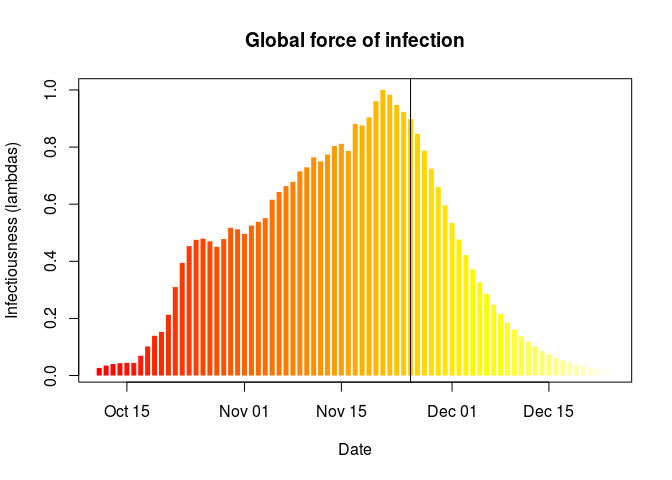 Global force of infection
Infectiousness (lambdas)
1.0
0.8
0.6
0.4
0.2
0.0
Oct 15 Nov 01 Nov 15 Dec 01 Dec 15
Date